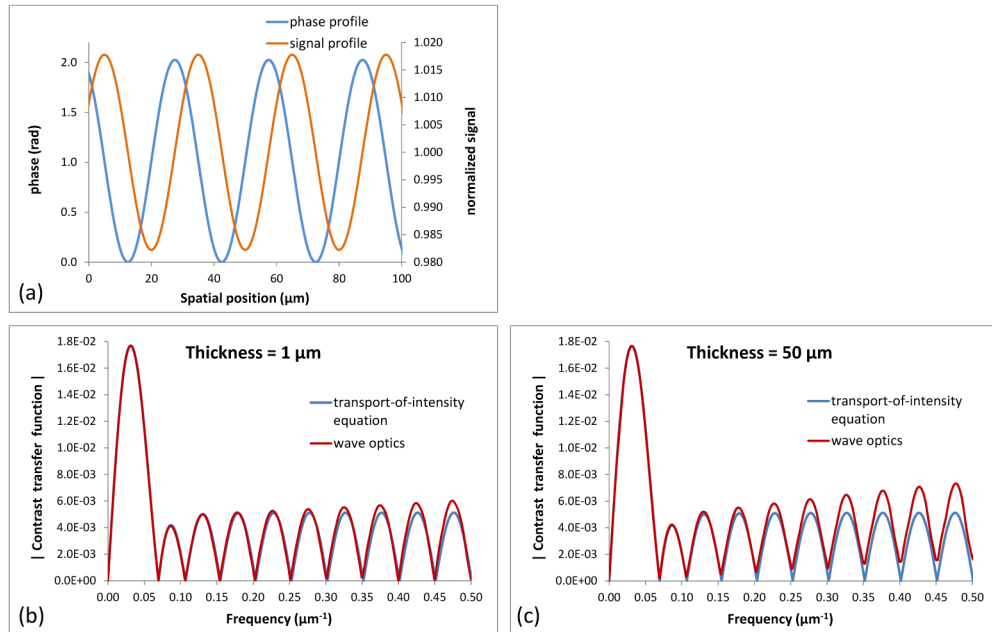 phase profile
signal profile
2.0
1.5
1.0
0.5
0.0
phase (rad)
1.020
1.015
1.010
1.005
1.000
0.995
0.990
0.985
0.980
normalized signal
0 20 40 60 80 100
Spatial position (µm)
(a)
Thickness = 1 µm
transport-of-intensity
equation
wave optics
1.8E-02
1.6E-02
1.4E-02
1.2E-02
1.0E-02
8.0E-03
6.0E-03
4.0E-03
2.0E-03
0.0E+00
| Contrast transfer function |
0.00 0.05 0.10 0.15 0.20 0.25 0.30 0.35 0.40 0.45 0.50
Frequency (µm⁻¹)
(b)
Thickness = 50 µm
transport-of-intensity
equation
wave optics
1.8E-02
1.6E-02
1.4E-02
1.2E-02
1.0E-02
8.0E-03
6.0E-03
4.0E-03
2.0E-03
0.0E+00
| Contrast transfer function |
0.00 0.05 0.10 0.15 0.20 0.25 0.30 0.35 0.40 0.45 0.50
Frequency (µm⁻¹)
(c)